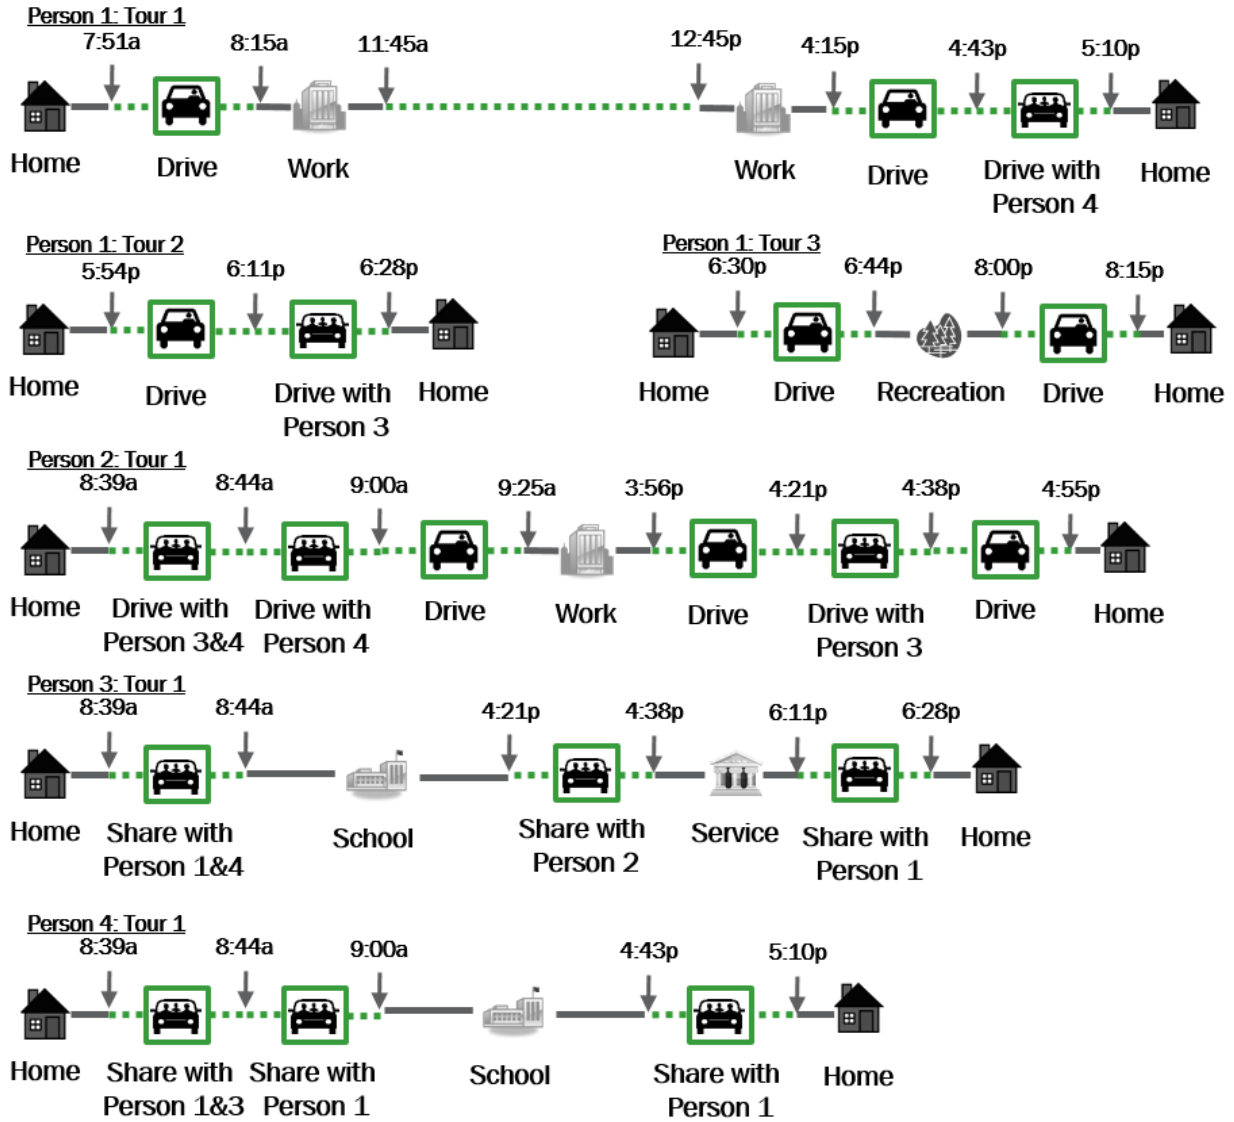 Person 1: Tour 1
7:51a 8:15a 11:45a 12:45p 4:15p 4:43p 5:10p
Home Drive Work Work Drive Drive with Home
Person 4
Person 1: Tour 2 Person 1: Tour 3
5:54p 6:11p 6:28p 6:30p 6:44p 8:00p 8:15p
Home Drive Drive with Home Home Drive Recreation Drive Home
Person 3
Person 2: Tour 1
8:39a 8:44a 9:00a 9:25a 3:56p 4:21p 4:38p 4:55p
Home Drive with Drive with Drive Work Drive Drive with Drive Home
Person 3&4 Person 4 Person 3
Person 3: Tour 1
8:39a 8:44a 4:21p 4:38p 6:11p 6:28p
Home Share with School Share with Service Share with Home
Person 1&4 Person 2 Person 1
Person 4: Tour 1
8:39a 8:44a 9:00a 4:43p 5:10p
Home Share with Share with School Share with Home
Person 1&3 Person 1 Person 1